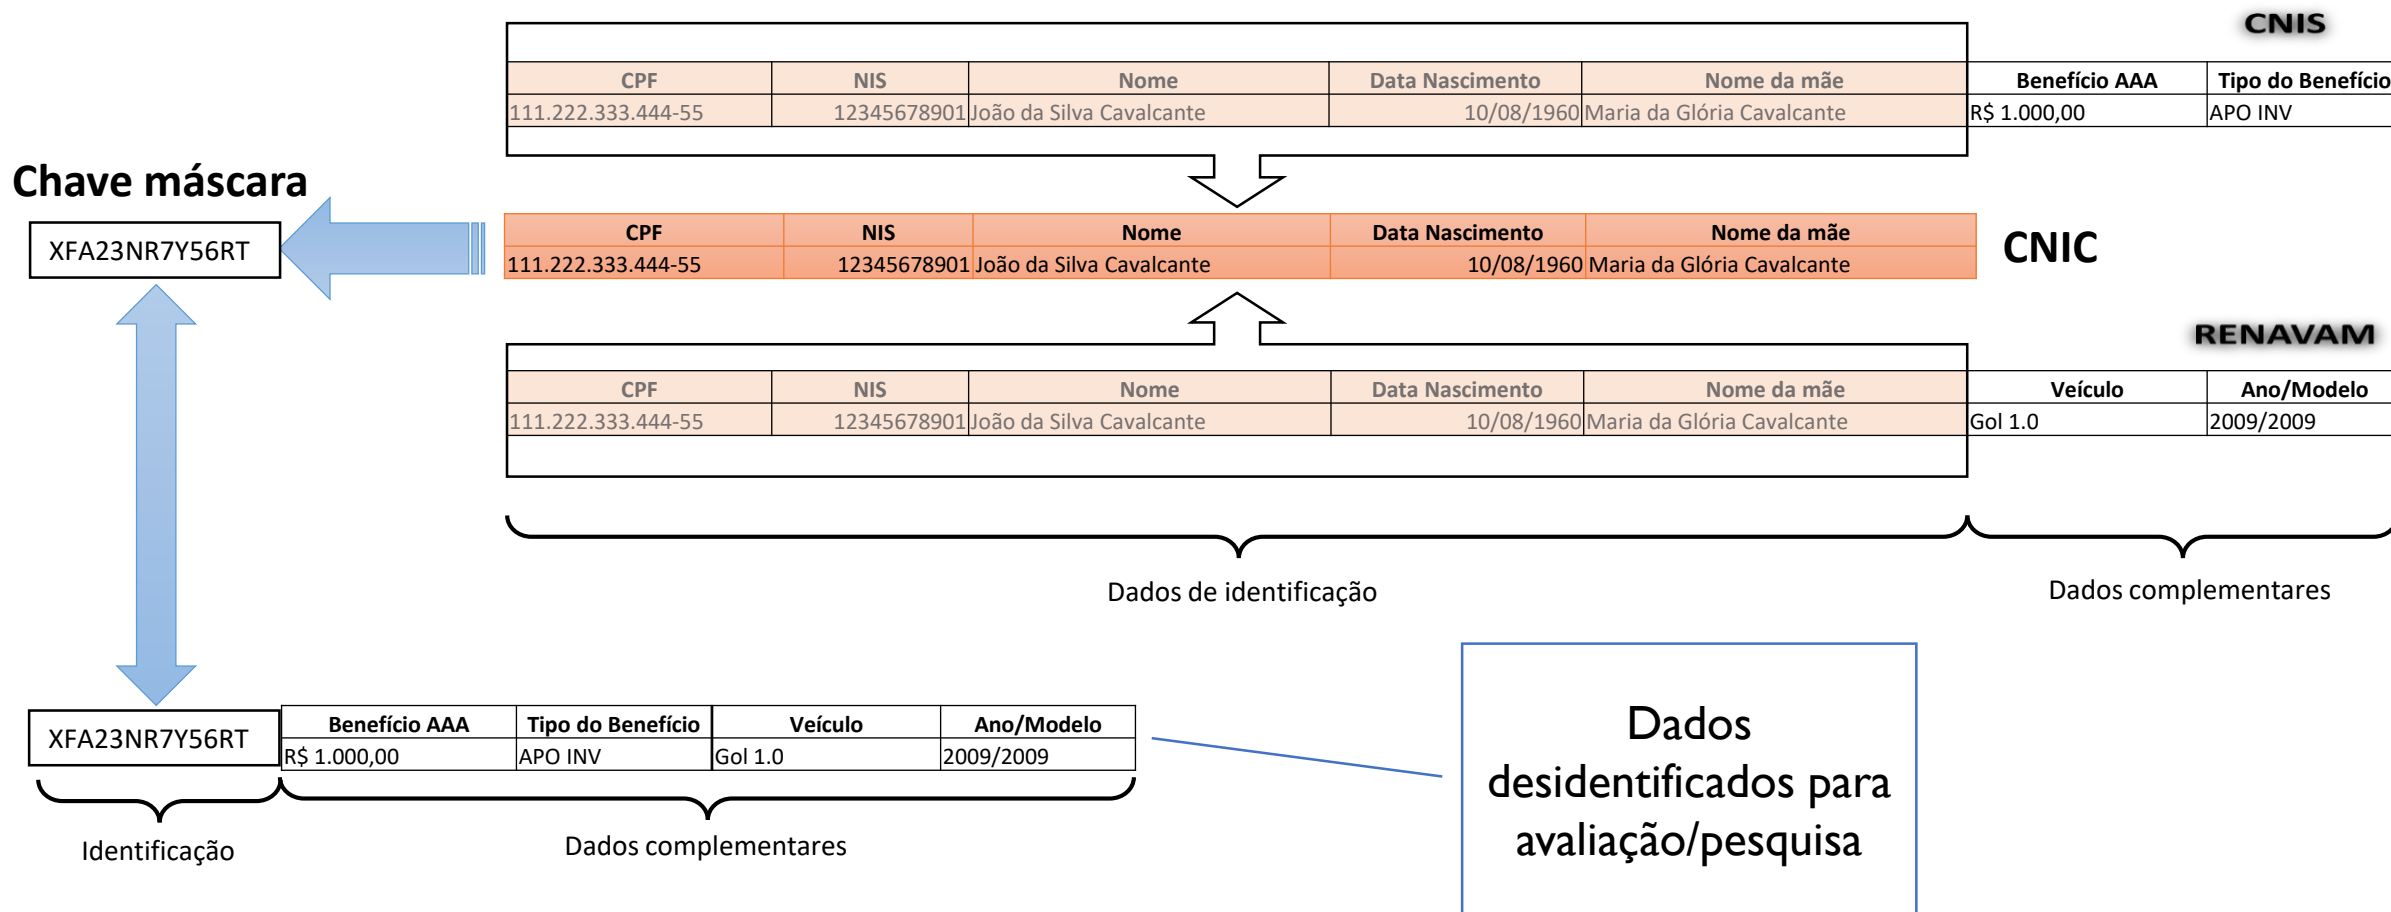 CNIS
CPF NIS Nome Data Nascimento Nome da mãe Benefício AAA Tipo do Benefício
111.222.333.444-55 12345678901 João da Silva Cavalcante 10/08/1960 Maria da Glória Cavalcante R$ 1.000,00 APO INV
Chave máscara
XFA23NR7Y56RT
CPF NIS Nome Data Nascimento Nome da mãe
111.222.333.444-55 12345678901 João da Silva Cavalcante 10/08/1960 Maria da Glória Cavalcante
CNIC
RENAVAM
CPF NIS Nome Data Nascimento Nome da mãe Veículo Ano/Modelo
111.222.333.444-55 12345678901 João da Silva Cavalcante 10/08/1960 Maria da Glória Cavalcante Gol 1.0 2009/2009
Dados de identificação
Dados complementares
XFA23NR7Y56RT
Benefício AAA Tipo do Benefício Veículo Ano/Modelo
R$ 1.000,00 APO INV Gol 1.0 2009/2009
Identificação
Dados complementares
Dados
desidentificados para
avaliação/pesquisa